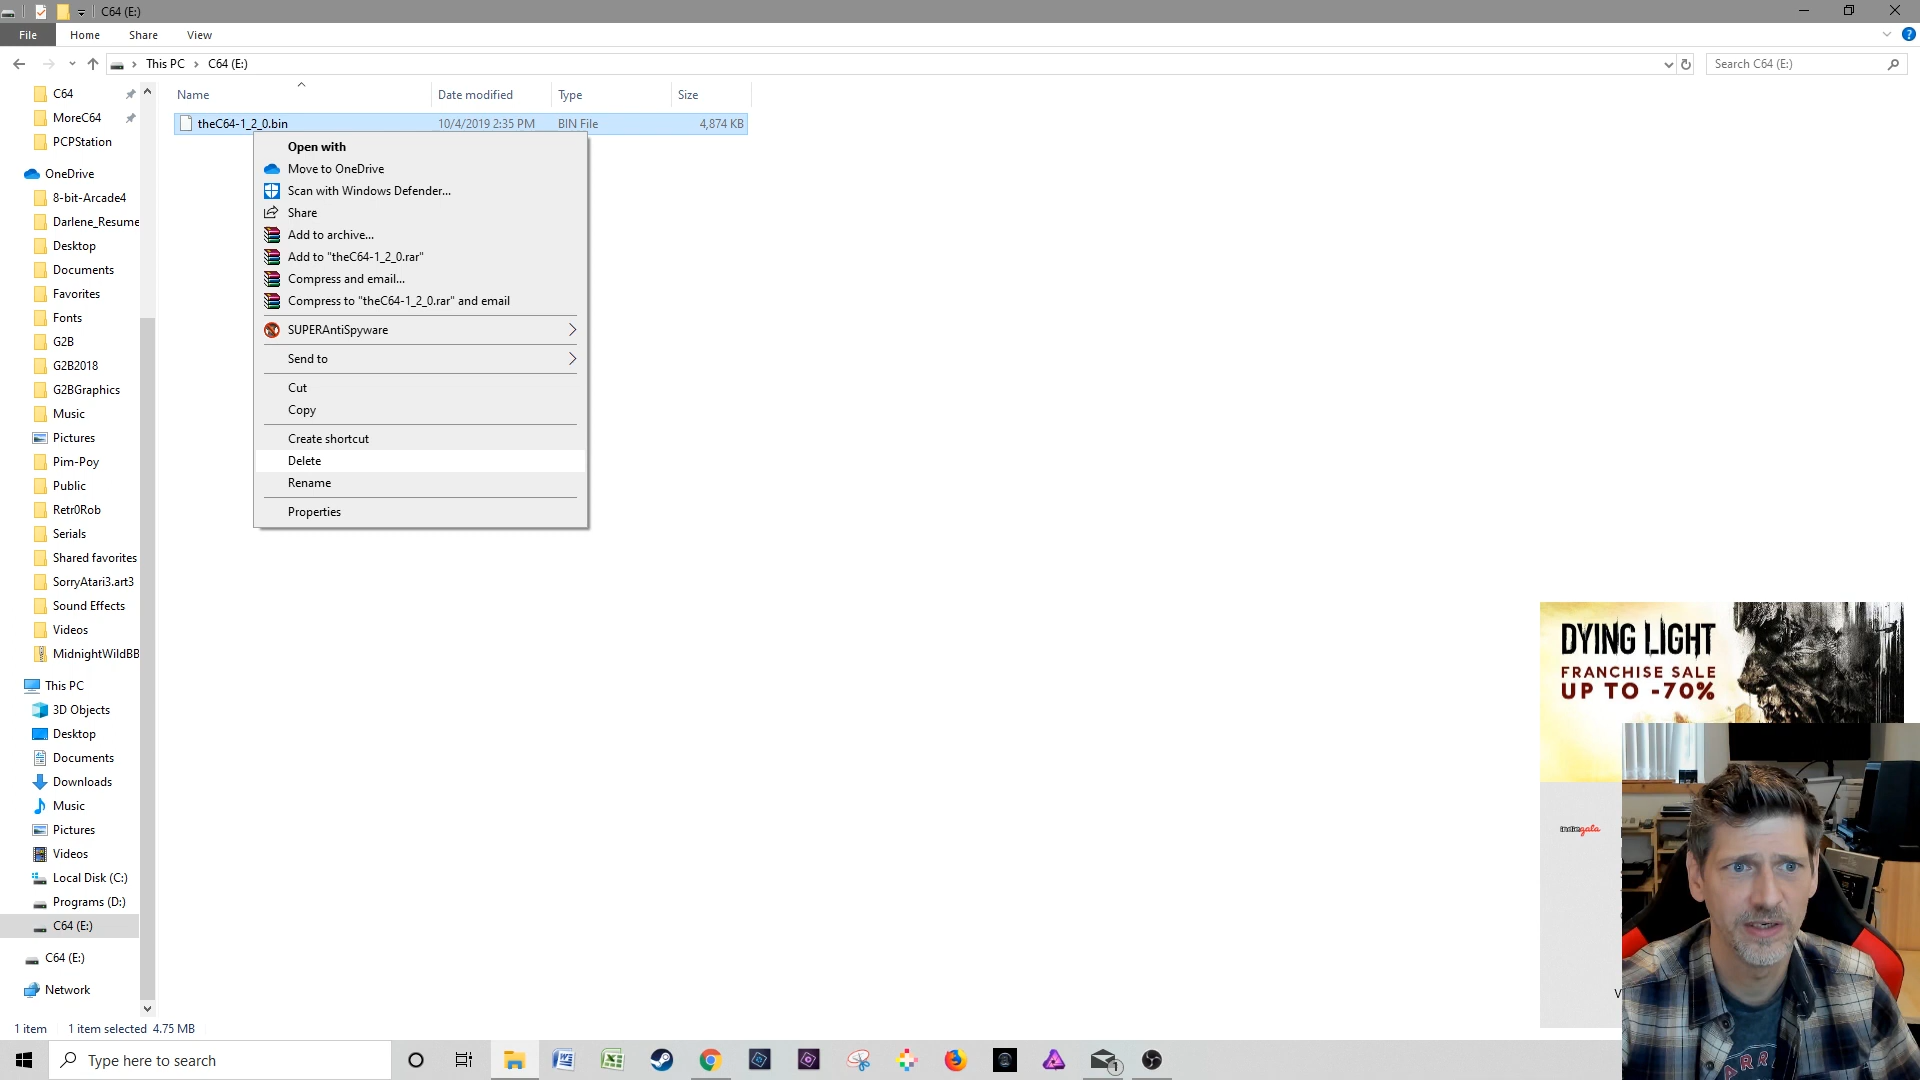 C64 (E:)
File Home Share View
This PC C64 (E:)
Search C64 (E:)
C64
MoreC64
PCPStation
OneDrive
8-bit-Arcade4
Darlene_Resume
Desktop
Documents
Favorites
Fonts
G2B
G2B2018
G2BGraphics
Music
Pictures
Pim-Poy
Public
Retr0Rob
Serials
Shared favorites
SorryAtari3.art3
Sound Effects
Videos
MidnightWildBB
This PC
3D Objects
Desktop
Documents
Downloads
Music
Pictures
Videos
Local Disk (C:)
Programs (D:)
C64 (E:)
C64 (E:)
Network
Name Date modified Type Size
theC64-1_2_0.bin 10/4/2019 2:35 PM BIN File 4,874 KB
Open with
Move to OneDrive
Scan with Windows Defender...
Share
Add to archive...
Add to "theC64-1_2_0.rar"
Compress and email...
Compress to "theC64-1_2_0.rar" and email
SUPERAntiSpyware
Send to
Cut
Copy
Create shortcut
Delete
Rename
Properties
DYING LIGHT
FRANCHISE SALE
UP TO -70%
indiegala
1 item 1 item selected 4.75 MB
Type here to search
1